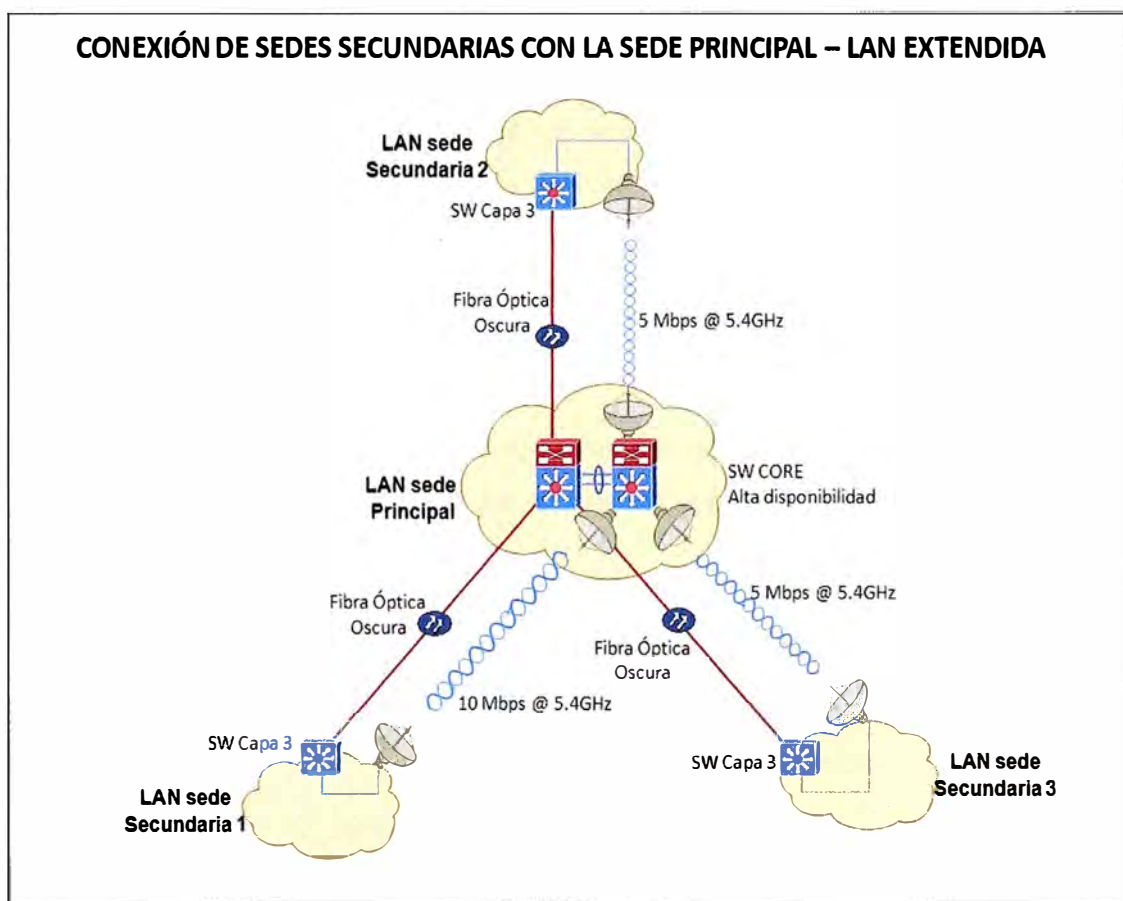 CONEXIÓN DE SEDES SECUNDARIAS CON LA SEDE PRINCIPAL – LAN EXTENDIDA
LAN sede
Secundaria 2
SW Capa 3
Fibra Óptica
Oscura
5 Mbps @ 5.4GHz
LAN sede
Principal
SW CORE
Alta disponibilidad
5 Mbps @ 5.4GHz
Fibra Óptica
Oscura
Fibra Óptica
Oscura
10 Mbps @ 5.4GHz
SW Capa 3
LAN sede
Secundaria 1
SW Capa 3
LAN sede
Secundaria 3